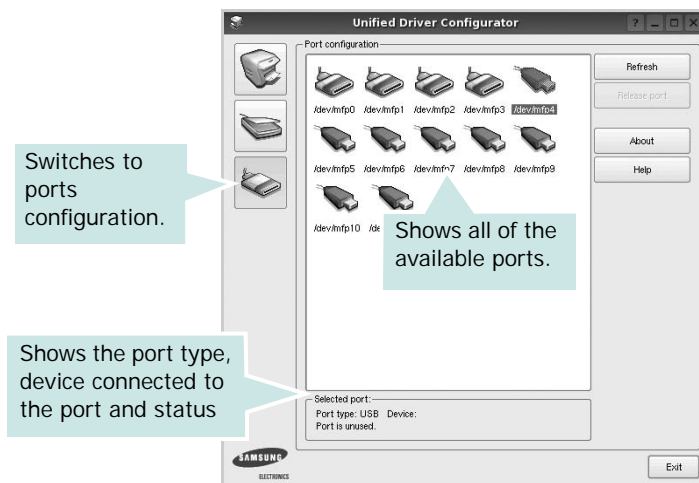 Unified Driver Configurator
Port configuration
/dev/mfp0 /dev/mfp1 /dev/mfp2 /dev/mfp3 /dev/mfp4
/dev/mfp5 /dev/mfp6 /dev/mfp7 /dev/mfp8 /dev/mfp9
/dev/mfp10
Refresh
Release port
About
Help
Switches to
ports
configuration.
Shows all of the
available ports.
Shows the port type,
device connected to
the port and status
Selected port:
Port type: USB Device:
Port is unused.
SAMSUNG
ELECTRONICS
Exit